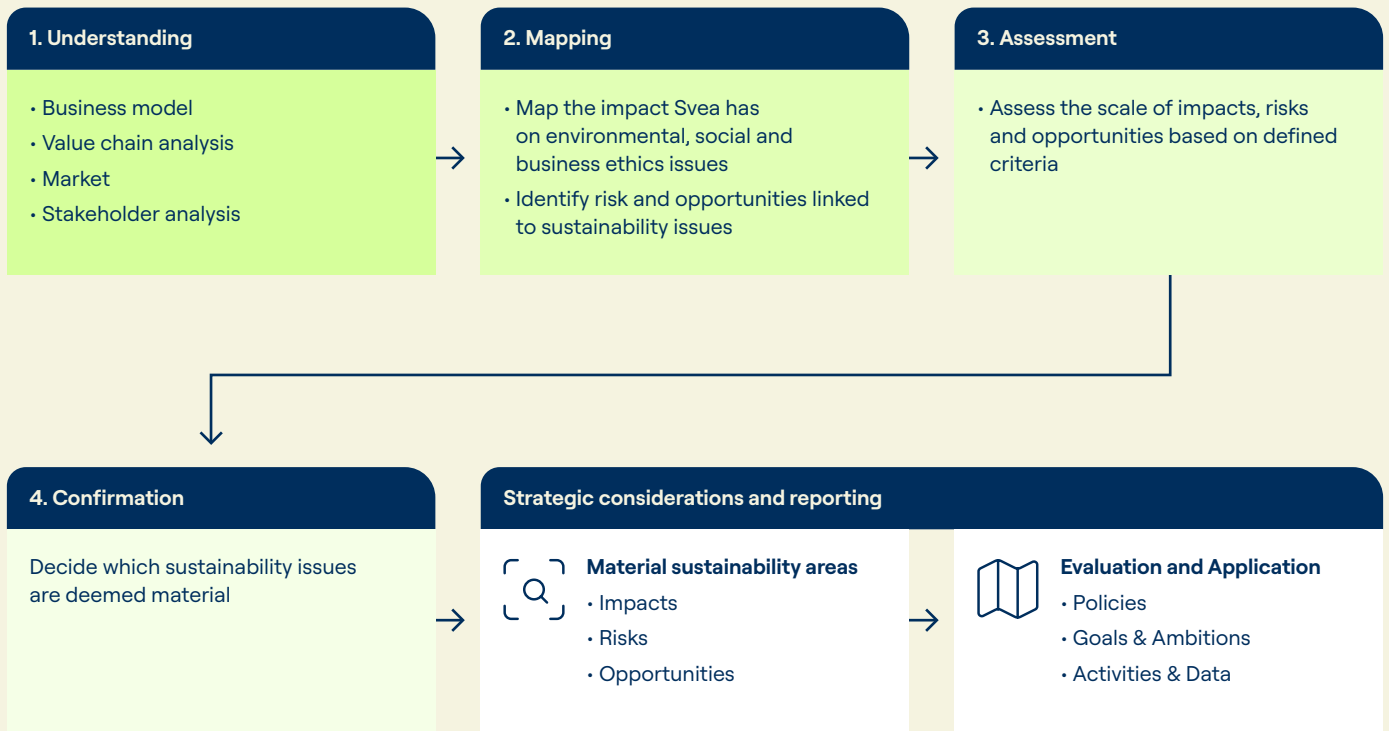 1. Understanding
• Business model
• Value chain analysis
• Market
• Stakeholder analysis
2. Mapping
• Map the impact Svea has
on environmental, social and
business ethics issues
• Identify risk and opportunities linked
to sustainability issues
3. Assessment
• Assess the scale of impacts, risks
and opportunities based on defined
criteria
4. Confirmation
Decide which sustainability issues
are deemed material
Strategic considerations and reporting
Material sustainability areas
• Impacts
• Risks
• Opportunities
Evaluation and Application
• Policies
• Goals & Ambitions
• Activities & Data